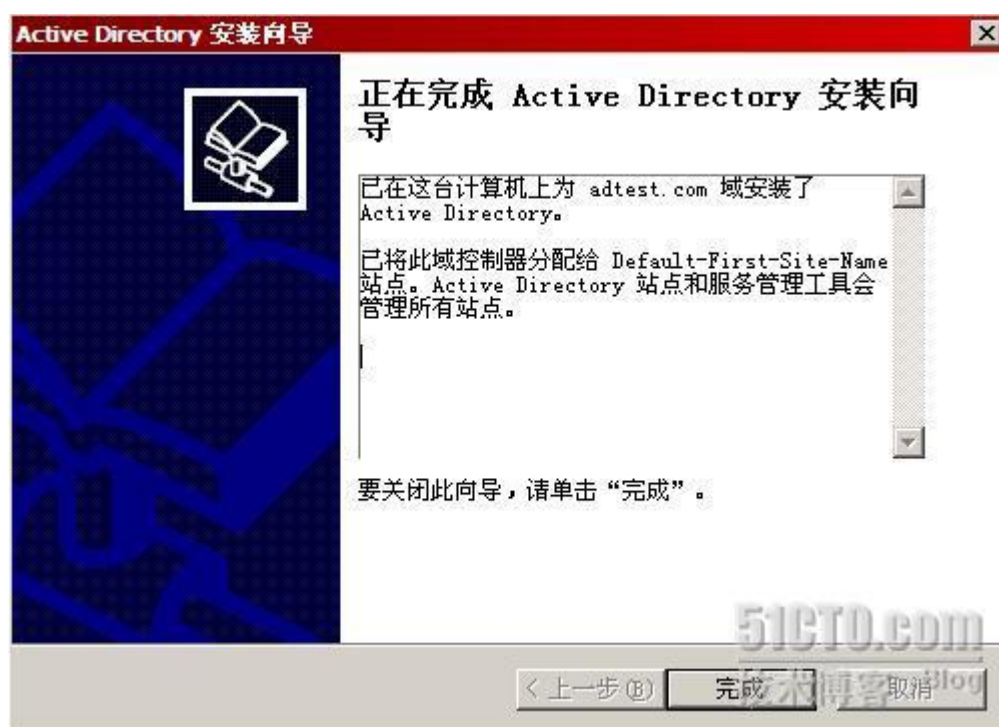 Active Directory 安装向导
正在完成 Active Directory 安装向
导
已在这台计算机上为 adtest.com 域安装了
Active Directory。
已将此域控制器分配给 Default-First-Site-Name
站点。Active Directory 站点和服务管理工具会
管理所有站点。
要关闭此向导，请单击“完成”。
51CTO.com
技术博客 Blog
< 上一步(B) 完成 取消